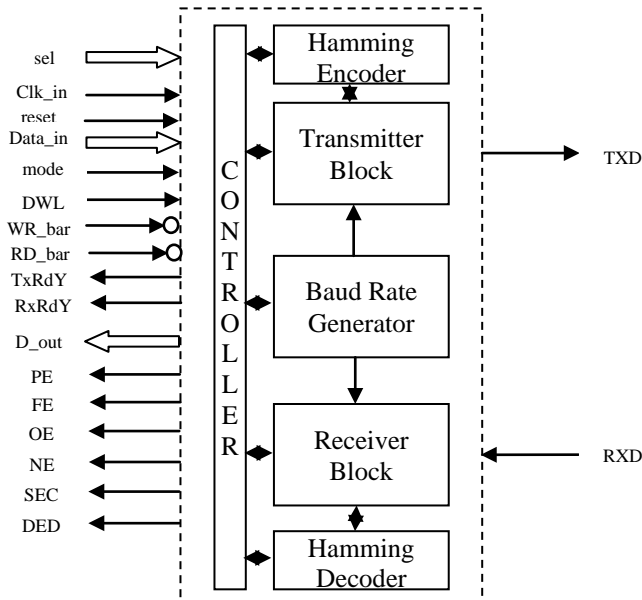 sel
Clk_in
reset
Data_in
mode
DWL
WR_bar
RD_bar
TxRdY
RxRdY
D_out
PE
FE
OE
NE
SEC
DED
CONTROLLER
Hamming
Encoder
Transmitter
Block
Baud Rate
Generator
Receiver
Block
Hamming
Decoder
TXD
RXD